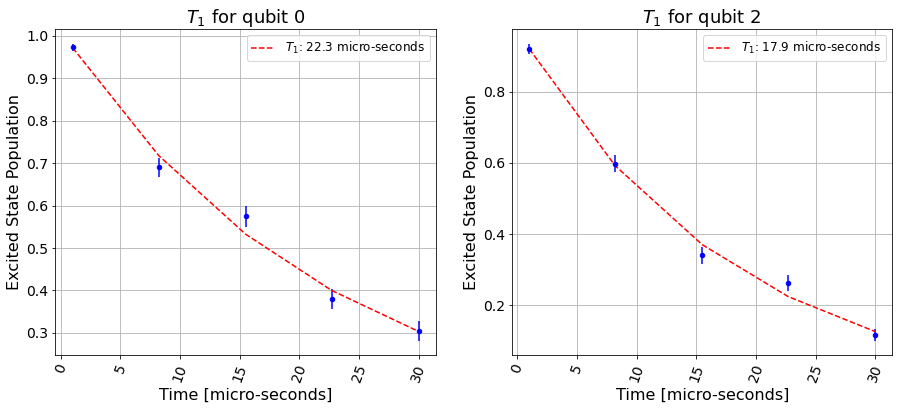 T₁ for qubit 0
T₁: 22.3 micro-seconds
Excited State Population
1.0
0.9
0.8
0.7
0.6
0.5
0.4
0.3
0 5 10 15 20 25 30
Time [micro-seconds]
T₁ for qubit 2
T₁: 17.9 micro-seconds
Excited State Population
0.8
0.6
0.4
0.2
0 5 10 15 20 25 30
Time [micro-seconds]